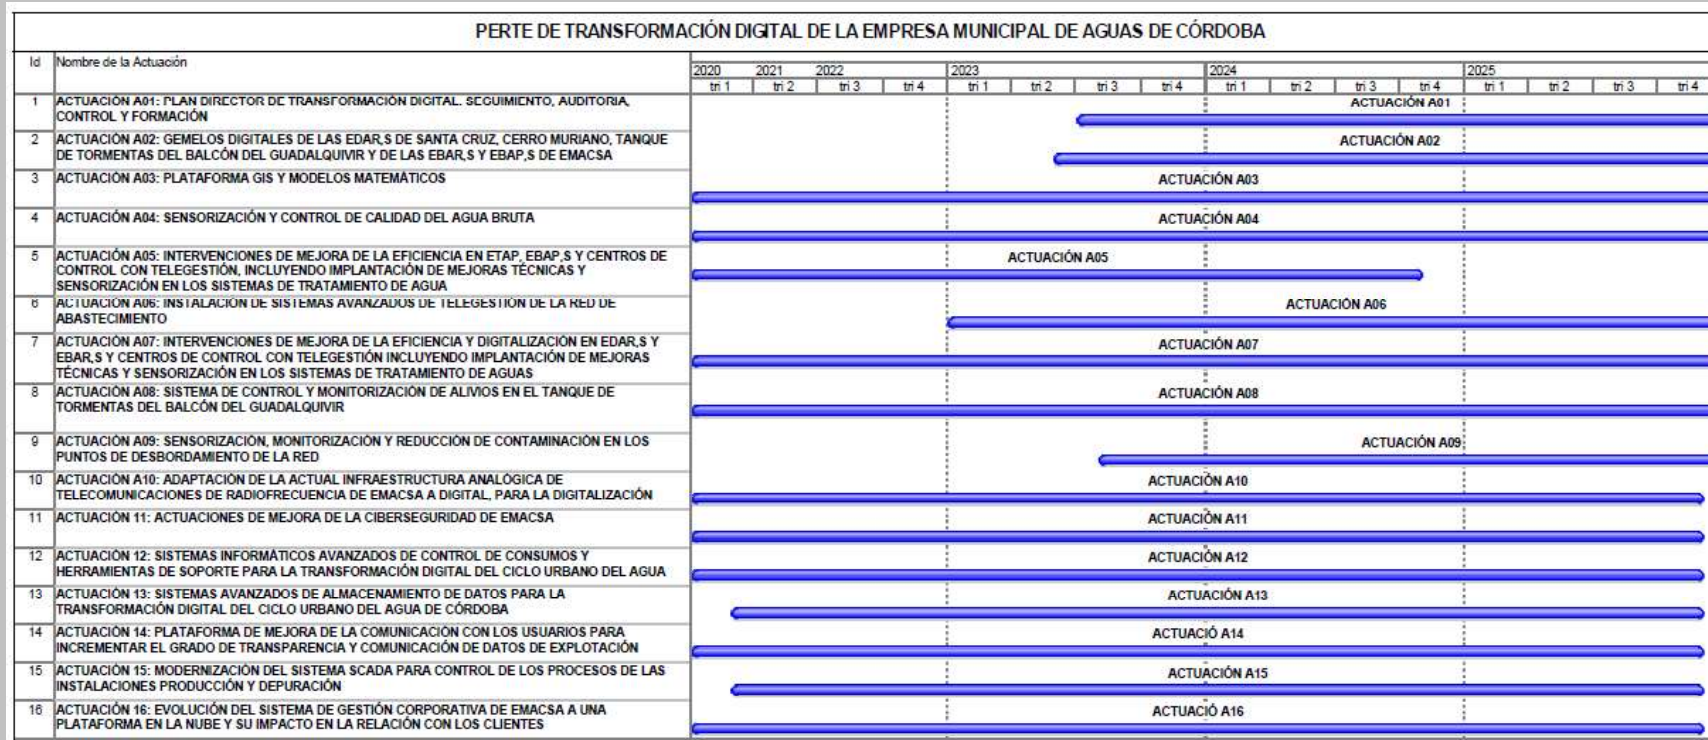 PERTE DE TRANSFORMACIÓN DIGITAL DE LA EMPRESA MUNICIPAL DE AGUAS DE CÓRDOBA
Id Nombre de la Actuación
2020 2021 2022 2023 2024 2025
tri 1 tri 2 tri 3 tri 4 tri 1 tri 2 tri 3 tri 4 tri 1 tri 2 tri 3 tri 4 tri 1 tri 2 tri 3 tri 4
1 ACTUACIÓN A01: PLAN DIRECTOR DE TRANSFORMACIÓN DIGITAL. SEGUIMIENTO, AUDITORIA,
CONTROL Y FORMACIÓN
ACTUACIÓN A01
2 ACTUACIÓN A02: GEMELOS DIGITALES DE LAS EDAR,S DE SANTA CRUZ, CERRO MURIANO, TANQUE
DE TORMENTAS DEL BALCÓN DEL GUADALQUIVIR Y DE LAS EBAR,S Y EBAP,S DE EMACSA
ACTUACIÓN A02
3 ACTUACIÓN A03: PLATAFORMA GIS Y MODELOS MATEMÁTICOS
ACTUACIÓN A03
4 ACTUACIÓN A04: SENSORIZACIÓN Y CONTROL DE CALIDAD DEL AGUA BRUTA
ACTUACIÓN A04
5 ACTUACIÓN A05: INTERVENCIONES DE MEJORA DE LA EFICIENCIA EN ETAP, EBAP,S Y CENTROS DE
CONTROL CON TELEGESTIÓN, INCLUYENDO IMPLANTACIÓN DE MEJORAS TÉCNICAS Y
SENSORIZACIÓN EN LOS SISTEMAS DE TRATAMIENTO DE AGUA
ACTUACIÓN A05
6 ACTUACIÓN A06: INSTALACIÓN DE SISTEMAS AVANZADOS DE TELEGESTIÓN DE LA RED DE
ABASTECIMIENTO
ACTUACIÓN A06
7 ACTUACIÓN A07: INTERVENCIONES DE MEJORA DE LA EFICIENCIA Y DIGITALIZACIÓN EN EDAR,S Y
EBAR,S Y CENTROS DE CONTROL CON TELEGESTIÓN INCLUYENDO IMPLANTACIÓN DE MEJORAS
TÉCNICAS Y SENSORIZACIÓN EN LOS SISTEMAS DE TRATAMIENTO DE AGUAS
ACTUACIÓN A07
8 ACTUACIÓN A08: SISTEMA DE CONTROL Y MONITORIZACIÓN DE ALIVIOS EN EL TANQUE DE
TORMENTAS DEL BALCÓN DEL GUADALQUIVIR
ACTUACIÓN A08
9 ACTUACIÓN A09: SENSORIZACIÓN, MONITORIZACIÓN Y REDUCCIÓN DE CONTAMINACIÓN EN LOS
PUNTOS DE DESBORDAMIENTO DE LA RED
ACTUACIÓN A09
10 ACTUACIÓN A10: ADAPTACIÓN DE LA ACTUAL INFRAESTRUCTURA ANALÓGICA DE
TELECOMUNICACIONES DE RADIOFRECUENCIA DE EMACSA A DIGITAL, PARA LA DIGITALIZACIÓN
ACTUACIÓN A10
11 ACTUACIÓN 11: ACTUACIONES DE MEJORA DE LA CIBERSEGURIDAD DE EMACSA
ACTUACIÓN A11
12 ACTUACIÓN 12: SISTEMAS INFORMÁTICOS AVANZADOS DE CONTROL DE CONSUMOS Y
HERRAMIENTAS DE SOPORTE PARA LA TRANSFORMACIÓN DIGITAL DEL CICLO URBANO DEL AGUA
ACTUACIÓN A12
13 ACTUACIÓN 13: SISTEMAS AVANZADOS DE ALMACENAMIENTO DE DATOS PARA LA
TRANSFORMACIÓN DIGITAL DEL CICLO URBANO DEL AGUA DE CÓRDOBA
ACTUACIÓN A13
14 ACTUACIÓN 14: PLATAFORMA DE MEJORA DE LA COMUNICACIÓN CON LOS USUARIOS PARA
INCREMENTAR EL GRADO DE TRANSPARENCIA Y COMUNICACIÓN DE DATOS DE EXPLOTACIÓN
ACTUACIÓ A14
15 ACTUACIÓN 15: MODERNIZACIÓN DEL SISTEMA SCADA PARA CONTROL DE LOS PROCESOS DE LAS
INSTALACIONES PRODUCCIÓN Y DEPURACIÓN
ACTUACIÓN A15
16 ACTUACIÓN 16: EVOLUCIÓN DEL SISTEMA DE GESTIÓN CORPORATIVA DE EMACSA A UNA
PLATAFORMA EN LA NUBE Y SU IMPACTO EN LA RELACIÓN CON LOS CLIENTES
ACTUACIÓ A16